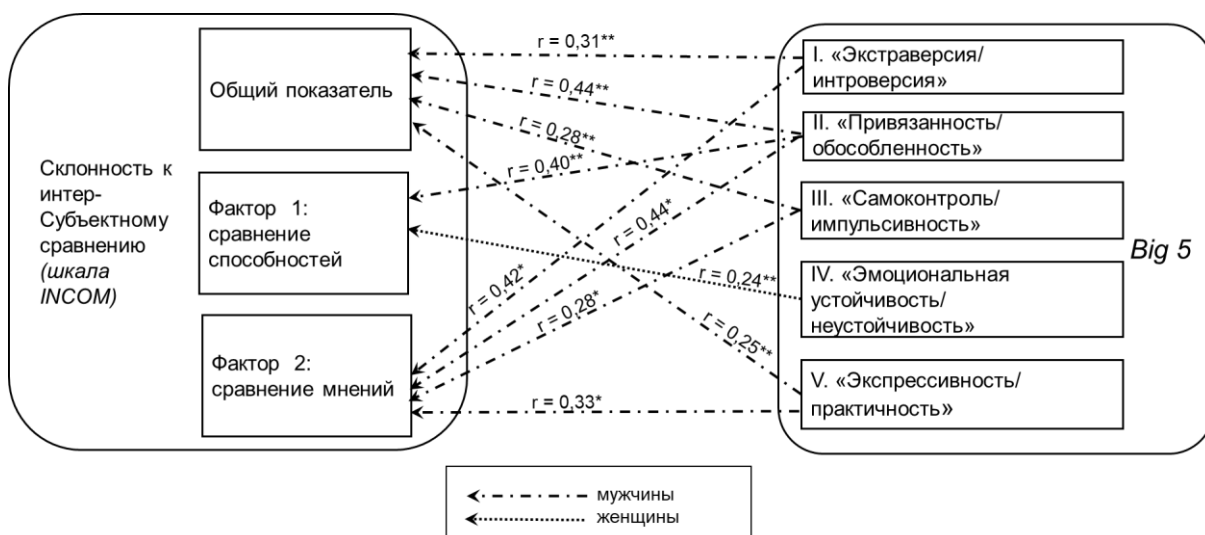 Склонность к
интер-
Субъектному
сравнению
(шкала
INCOM)
Общий показатель
Фактор 1:
сравнение
способностей
Фактор 2:
сравнение мнений
r = 0,31**
r = 0,44**
r = 0,28**
r = 0,40**
r = 0,44*
r = 0,42*
r = 0,24**
r = 0,28*
r = 0,25**
r = 0,33*
I. «Экстраверсия/
интроверсия»
II. «Привязанность/
обособленность»
III. «Самоконтроль/
импульсивность»
IV. «Эмоциональная
устойчивость/
неустойчивость»
V. «Экспрессивность/
практичность»
Big 5
мужчины
женщины